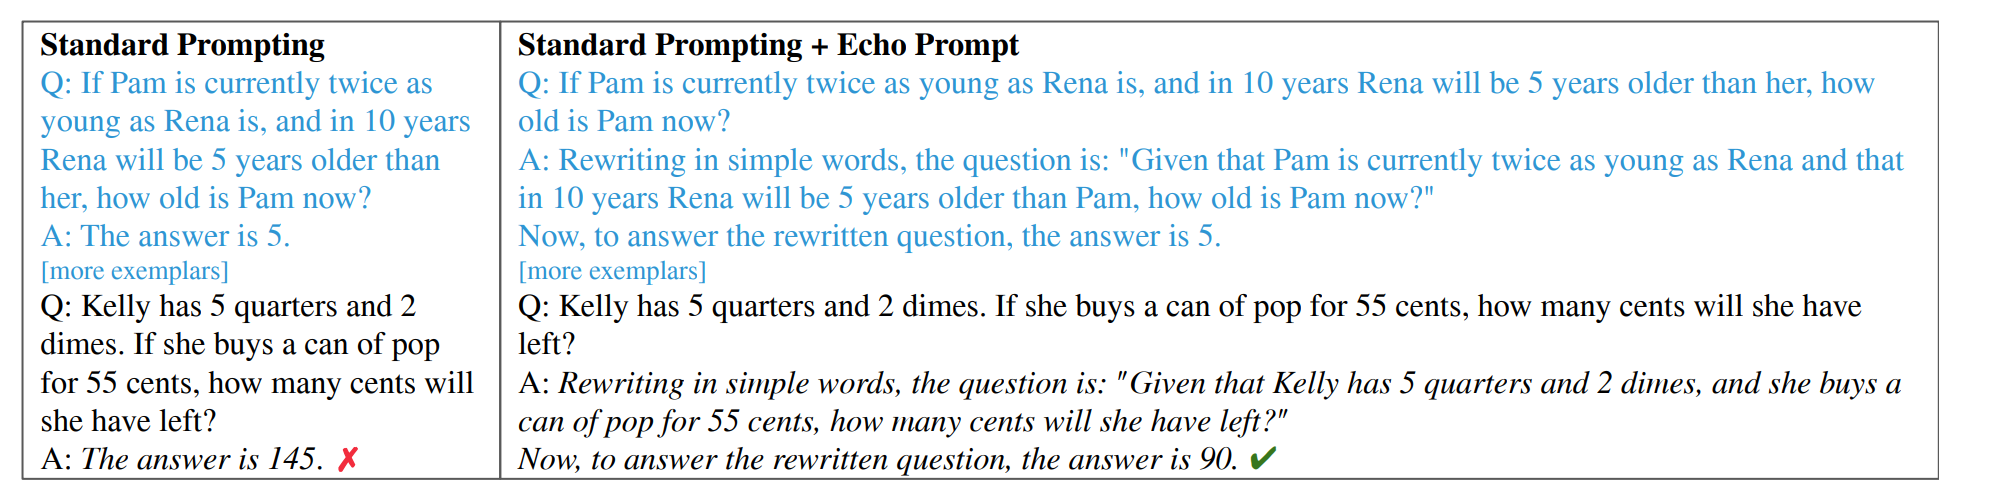 Standard Prompting
Q: If Pam is currently twice as
young as Rena is, and in 10 years
Rena will be 5 years older than
her, how old is Pam now?
A: The answer is 5.
[more exemplars]
Q: Kelly has 5 quarters and 2
dimes. If she buys a can of pop
for 55 cents, how many cents will
she have left?
A: The answer is 145. ✗
Standard Prompting + Echo Prompt
Q: If Pam is currently twice as young as Rena is, and in 10 years Rena will be 5 years older than her, how
old is Pam now?
A: Rewriting in simple words, the question is: "Given that Pam is currently twice as young as Rena and that
in 10 years Rena will be 5 years older than Pam, how old is Pam now?"
Now, to answer the rewritten question, the answer is 5.
[more exemplars]
Q: Kelly has 5 quarters and 2 dimes. If she buys a can of pop for 55 cents, how many cents will she have
left?
A: Rewriting in simple words, the question is: "Given that Kelly has 5 quarters and 2 dimes, and she buys a
can of pop for 55 cents, how many cents will she have left?"
Now, to answer the rewritten question, the answer is 90. ✔